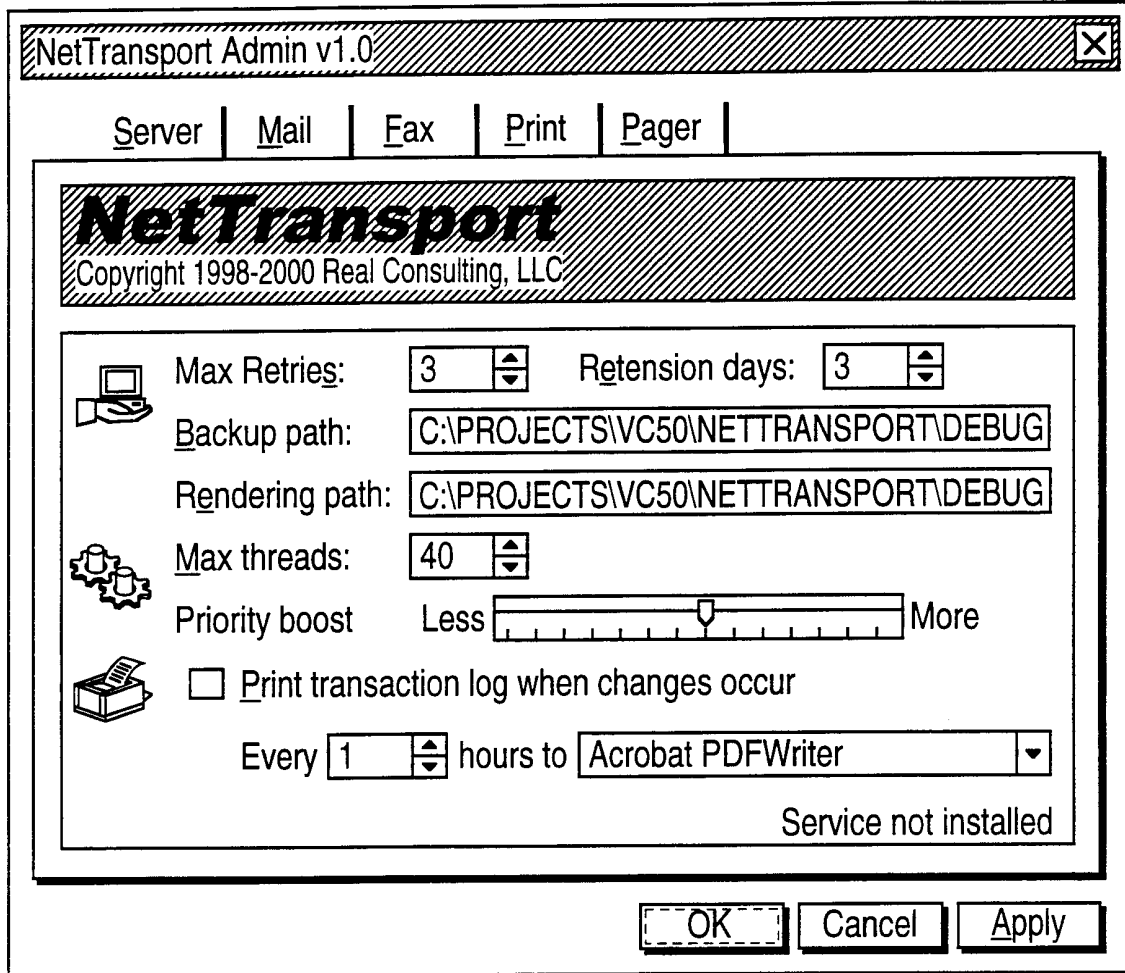 NetTransport Admin v1.0
Server Mail Fax Print Pager
NetTransport
Copyright 1998-2000 Real Consulting, LLC
Max Retries: 3 Retension days: 3
Backup path: C:\PROJECTS\VC50\NETTRANSPORT\DEBUG
Rendering path: C:\PROJECTS\VC50\NETTRANSPORT\DEBUG
Max threads: 40
Priority boost Less More
Print transaction log when changes occur
Every 1 hours to Acrobat PDFWriter
Service not installed
OK Cancel Apply